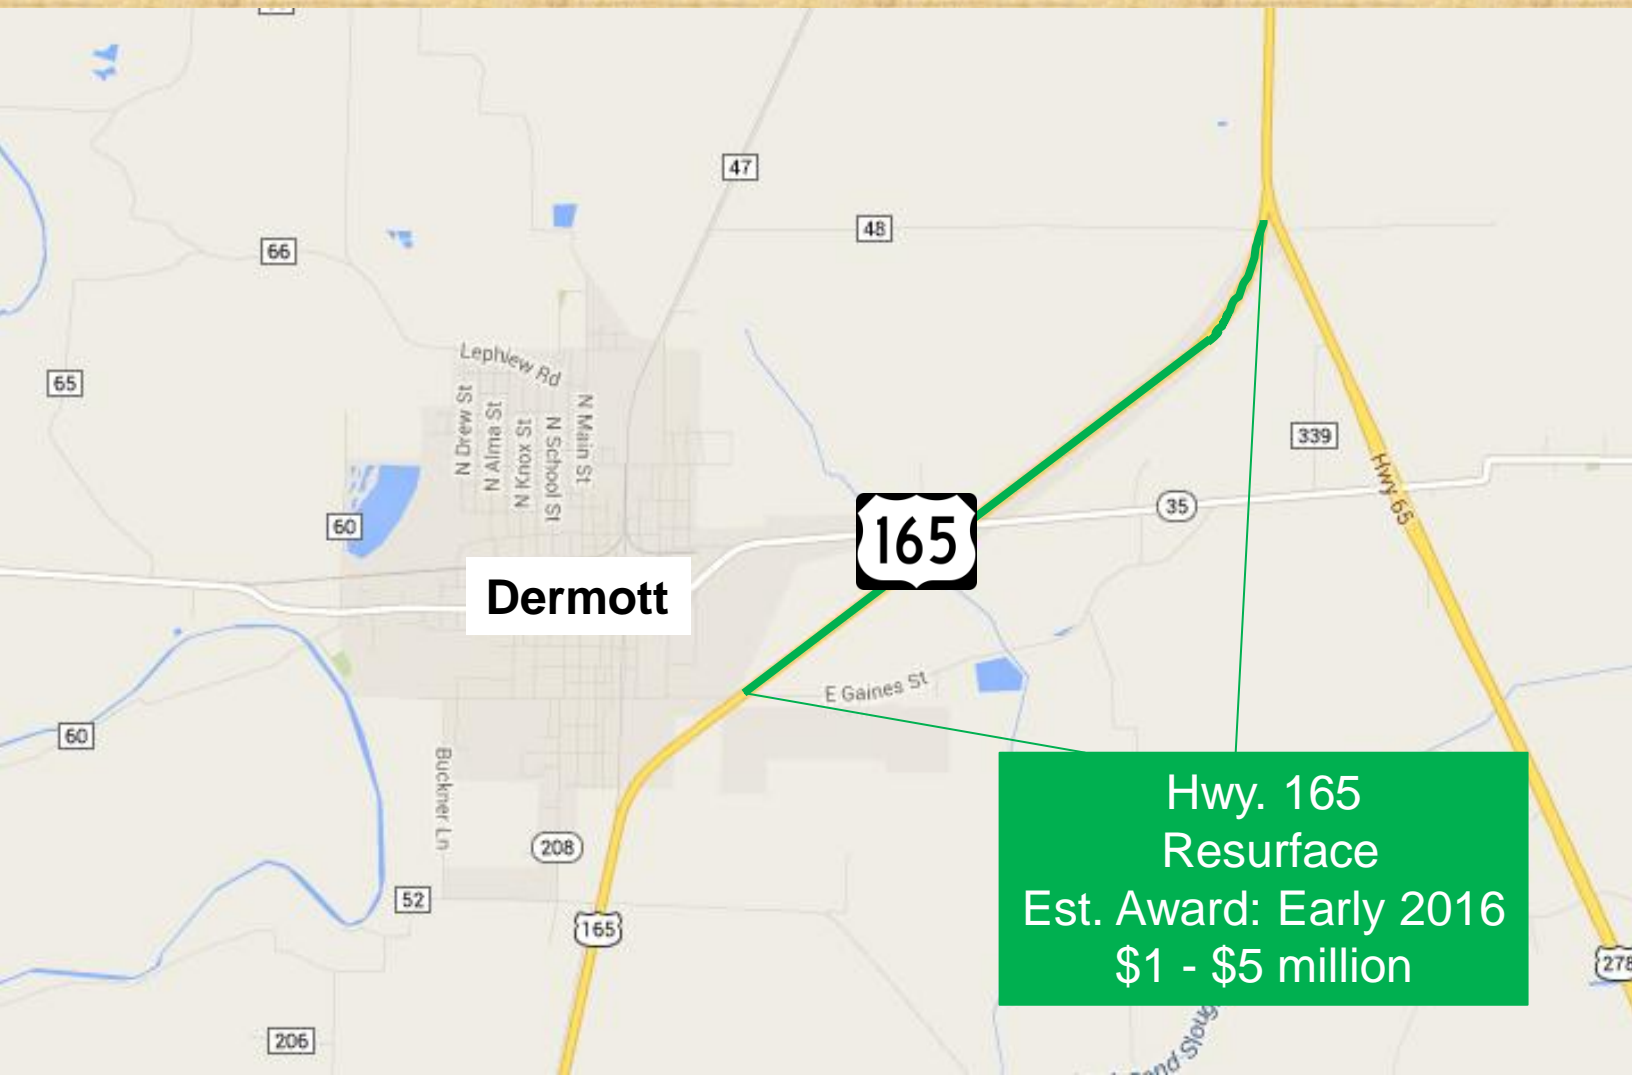 47
48
66
Lephiew Rd
65
N Drew St
N Alma St
N Knox St
N School St
N Main St
339
Hwy 65
35
60
165
Dermott
E Gaines St
60
Buckner Ln
Hwy. 165
Resurface
Est. Award: Early 2016
$1 - $5 million
208
52
165
278
206
and Slough